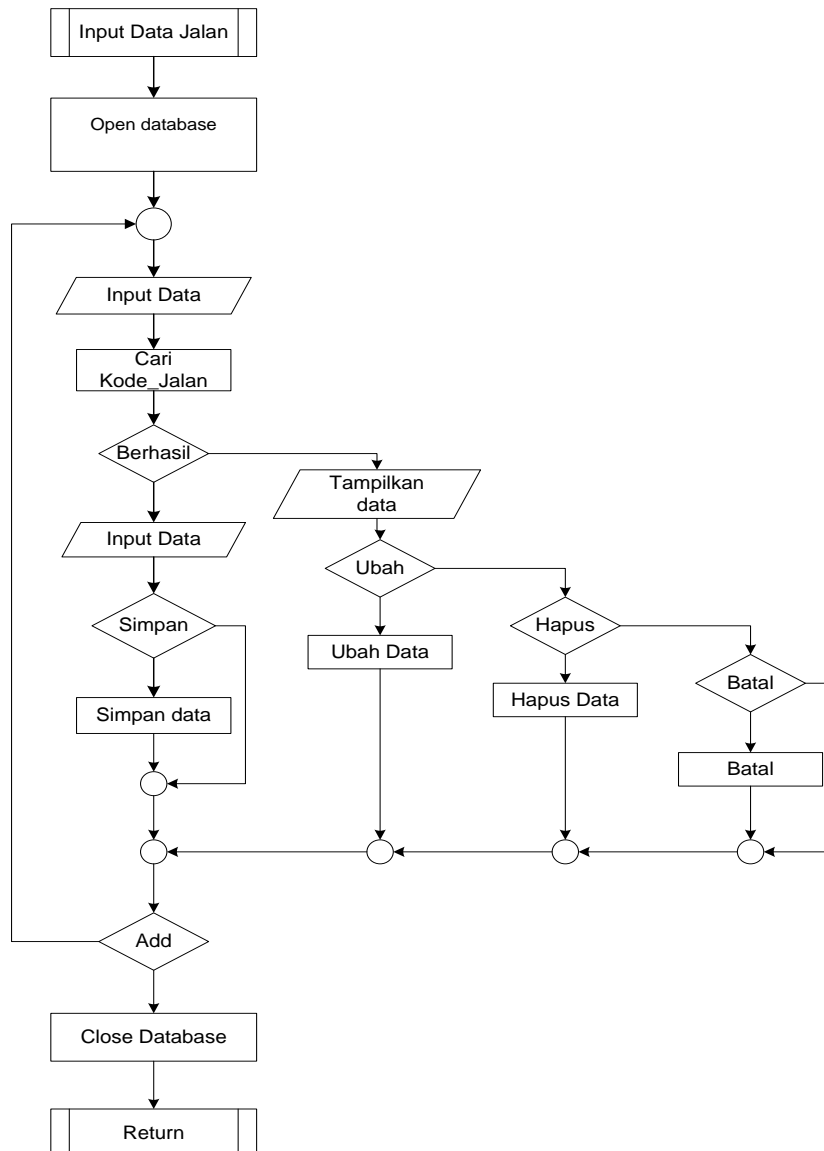 Input Data Jalan
Open database
Input Data
Cari
Kode_Jalan
Berhasil
Tampilkan
data
Input Data
Ubah
Simpan
Hapus
Ubah Data
Batal
Simpan data
Hapus Data
Batal
Add
Close Database
Return